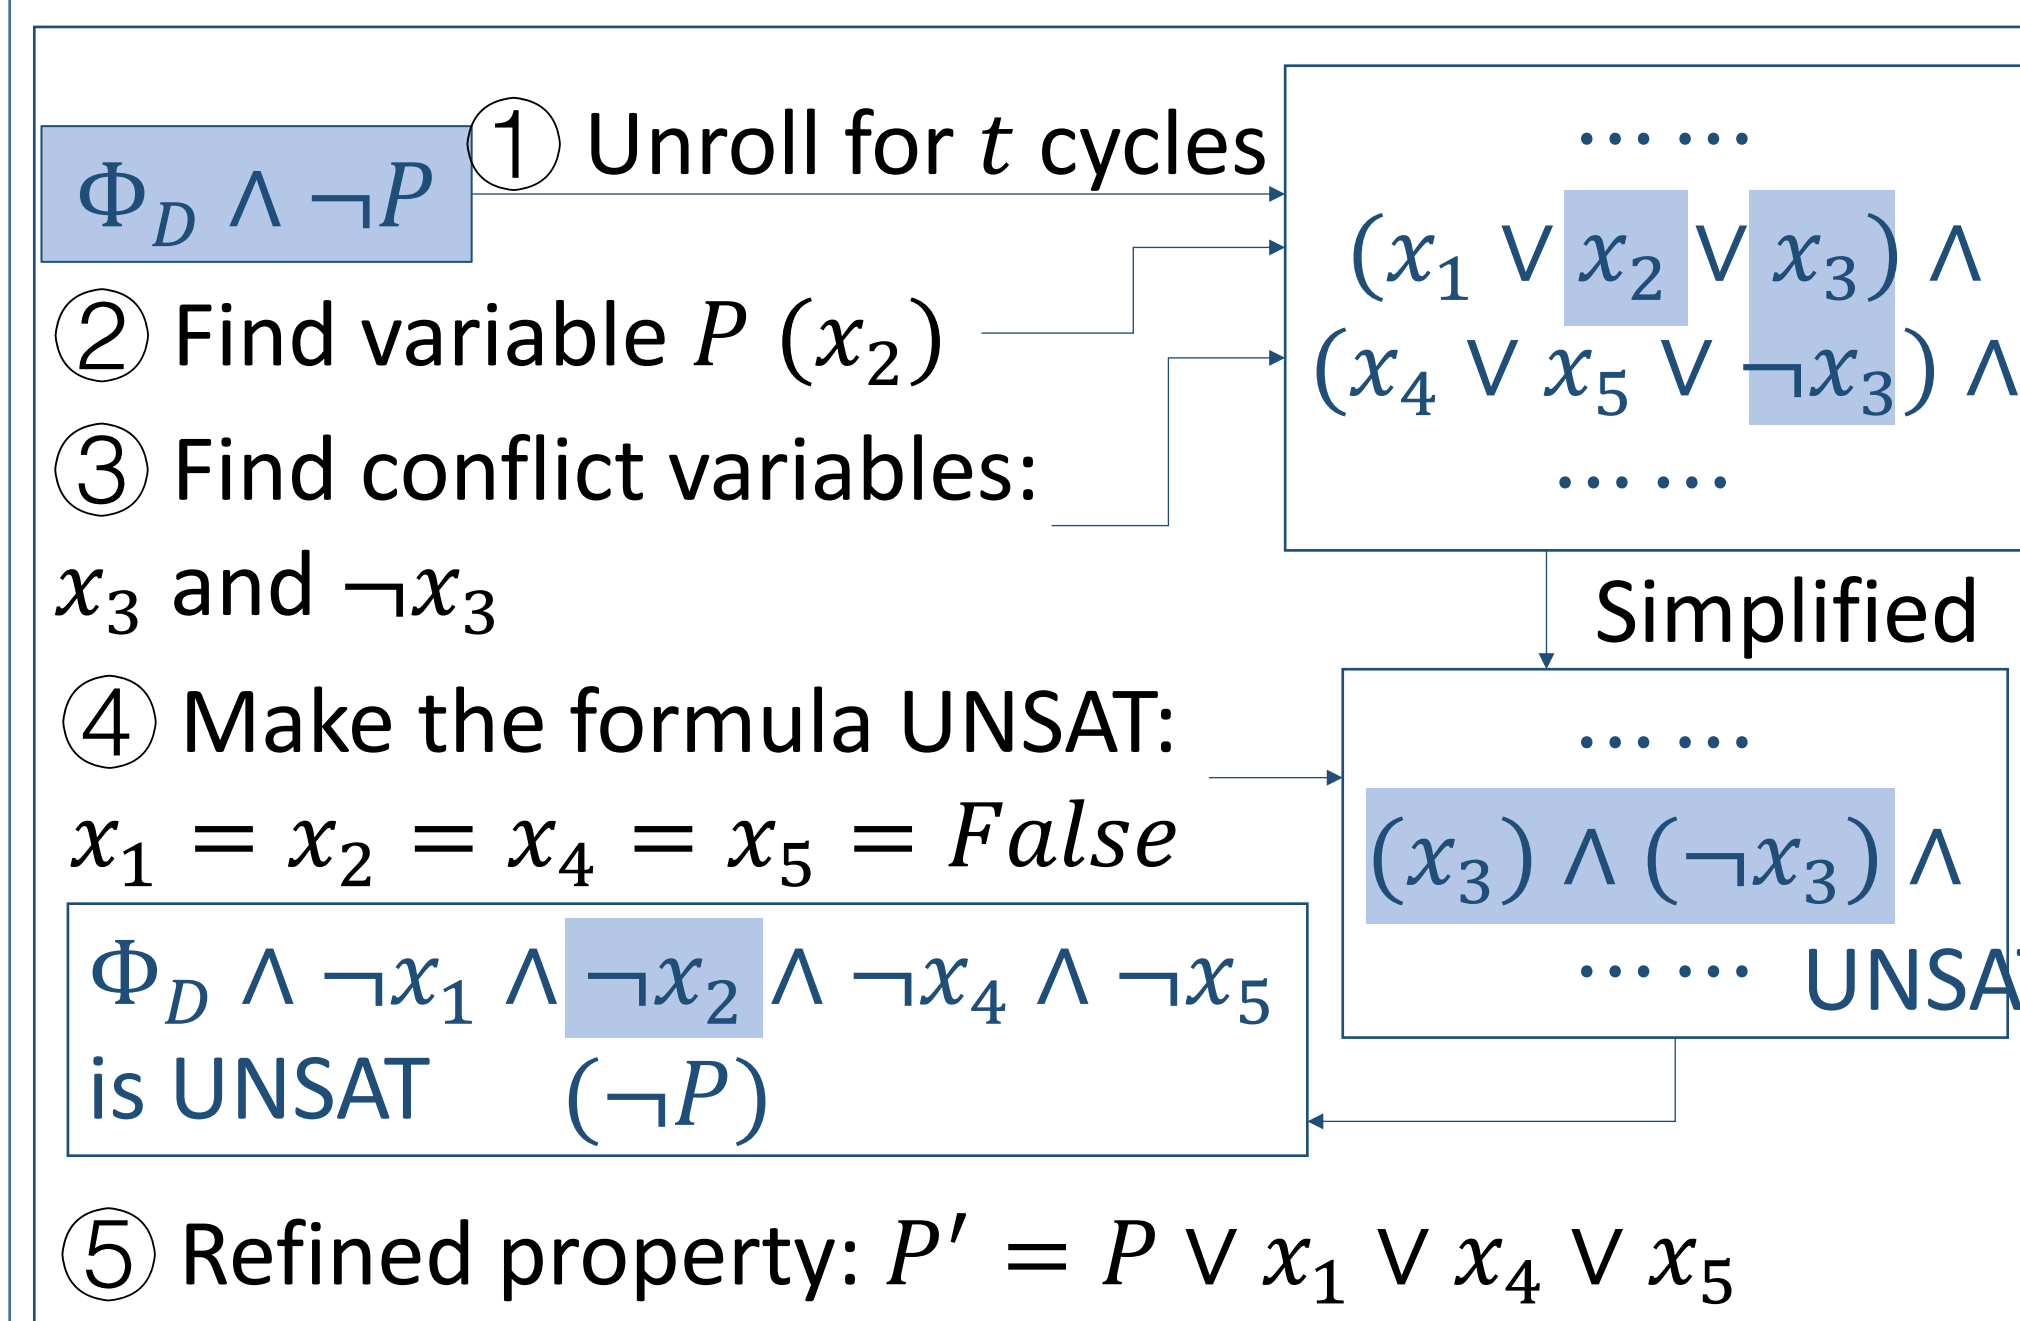 Φ_D ∧ ¬P
① Unroll for t cycles
② Find variable P (x₂)
③ Find conflict variables:
x₃ and ¬x₃
④ Make the formula UNSAT:
x₁ = x₂ = x₄ = x₅ = False
Φ_D ∧ ¬x₁ ∧ ¬x₂ ∧ ¬x₄ ∧ ¬x₅
is UNSAT (¬P)
⑤ Refined property: P′ = P ∨ x₁ ∨ x₄ ∨ x₅
... ...
(x₁ ∨ x₂ ∨ x₃) ∧
(x₄ ∨ x₅ ∨ ¬x₃) ∧
... ...
Simplified
... ...
(x₃) ∧ (¬x₃) ∧
... ... UNSAT